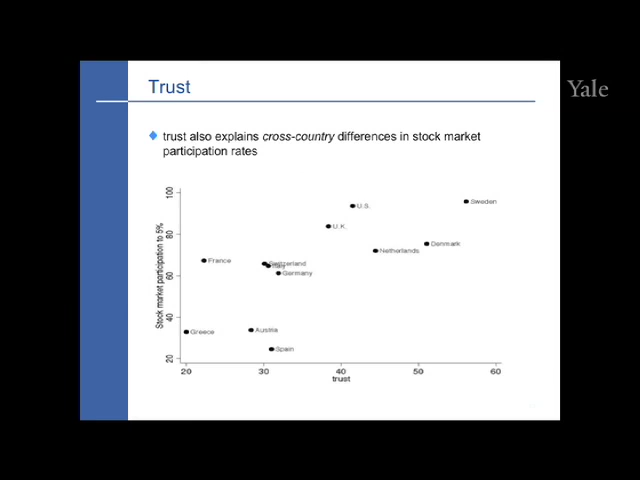 Trust
Yale
trust also explains cross-country differences in stock market
participation rates
Stock market participation to 5%
100
80
60
40
20
U.S.
Sweden
U.K.
Denmark
Netherlands
France
Switzerland
Italy
Germany
Greece
Austria
Spain
20 30 40 50 60
trust